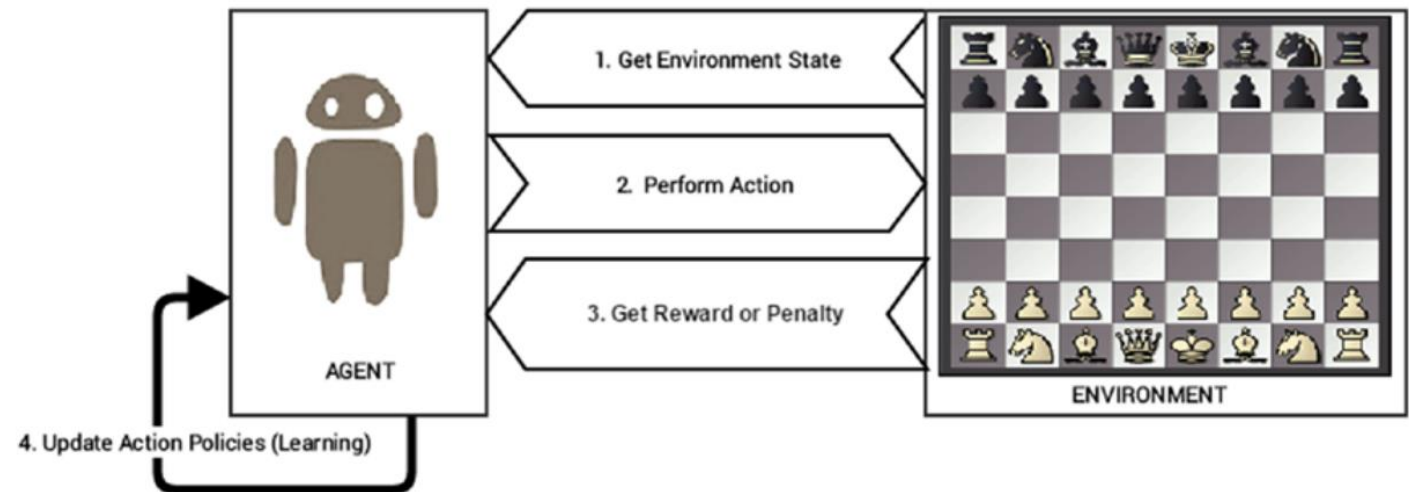 1. Get Environment State
2. Perform Action
3. Get Reward or Penalty
AGENT
ENVIRONMENT
4. Update Action Policies (Learning)